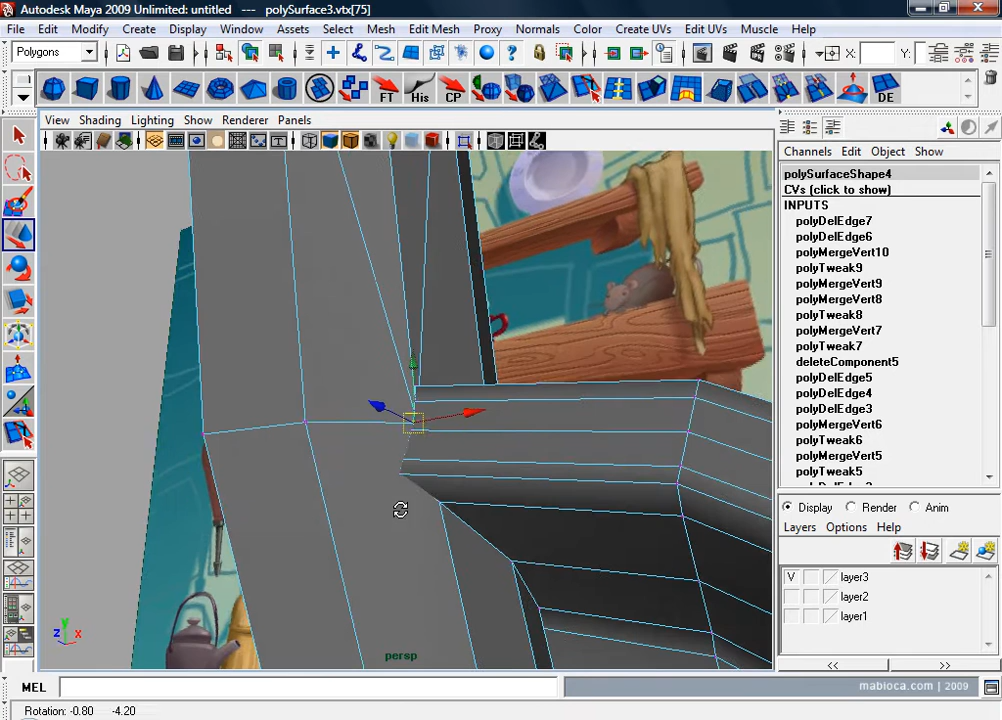 Autodesk Maya 2009 Unlimited: untitled --- polySurface3.vtx[75]
File Edit Modify Create Display Window Assets Select Mesh Edit Mesh Proxy Normals Color Create UVs Edit UVs Muscle Help
Polygons X: Y:
FT His CP DE
View Shading Lighting Show Renderer Panels
Channels Edit Object Show
polySurfaceShape4
CVs (click to show)
INPUTS
polyDelEdge7
polyDelEdge6
polyMergeVert10
polyTweak9
polyMergeVert9
polyMergeVert8
polyTweak8
polyMergeVert7
polyTweak7
deleteComponent5
polyDelEdge5
polyDelEdge4
polyDelEdge3
polyMergeVert6
polyTweak6
polyMergeVert5
polyTweak5
Display Render Anim
Layers Options Help
V layer3
layer2
layer1
<< >>
y
z x
persp
MEL
mabioca.com | 2009
Rotation: -0.80 -4.20